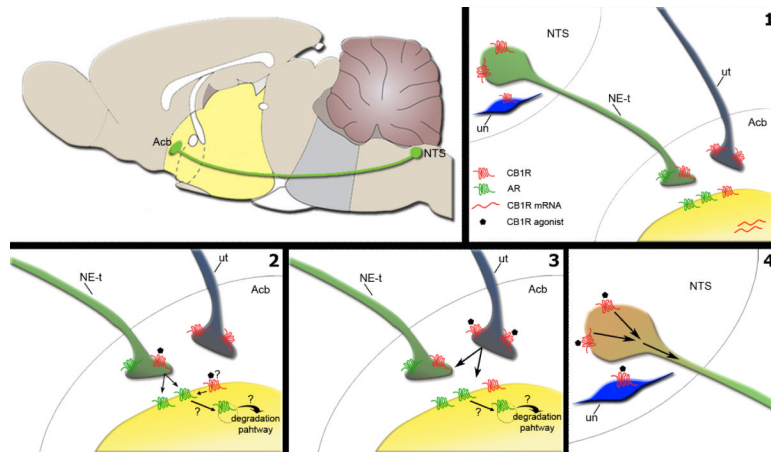 Acb
NTS
1
NTS
ut
NE-t
Acb
un
CB1R
AR
CB1R mRNA
CB1R agonist
2
NE-t
ut
Acb
?
?
?
degradation
pahtway
3
NE-t
ut
Acb
?
?
degradation
pahtway
4
NTS
un